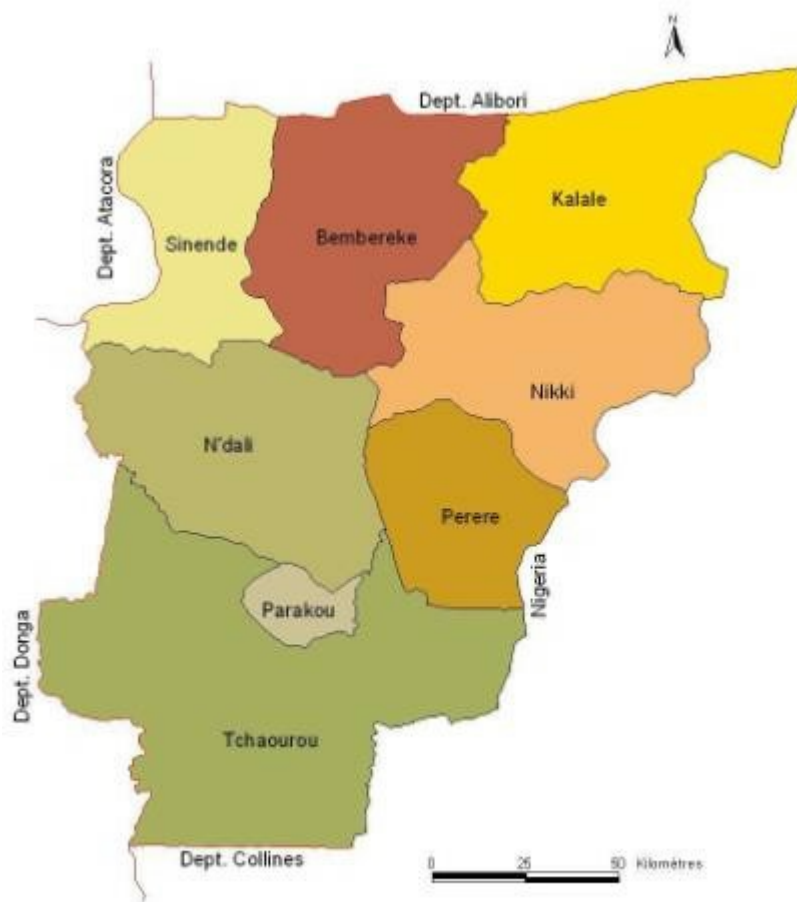 N
Dept. Alibori
Dept. Atacora
Kalale
Bembereke
Sinende
Nikki
N'dali
Perere
Nigeria
Parakou
Dept. Donga
Tchaourou
Dept. Collines
0 25 50 Kilométres